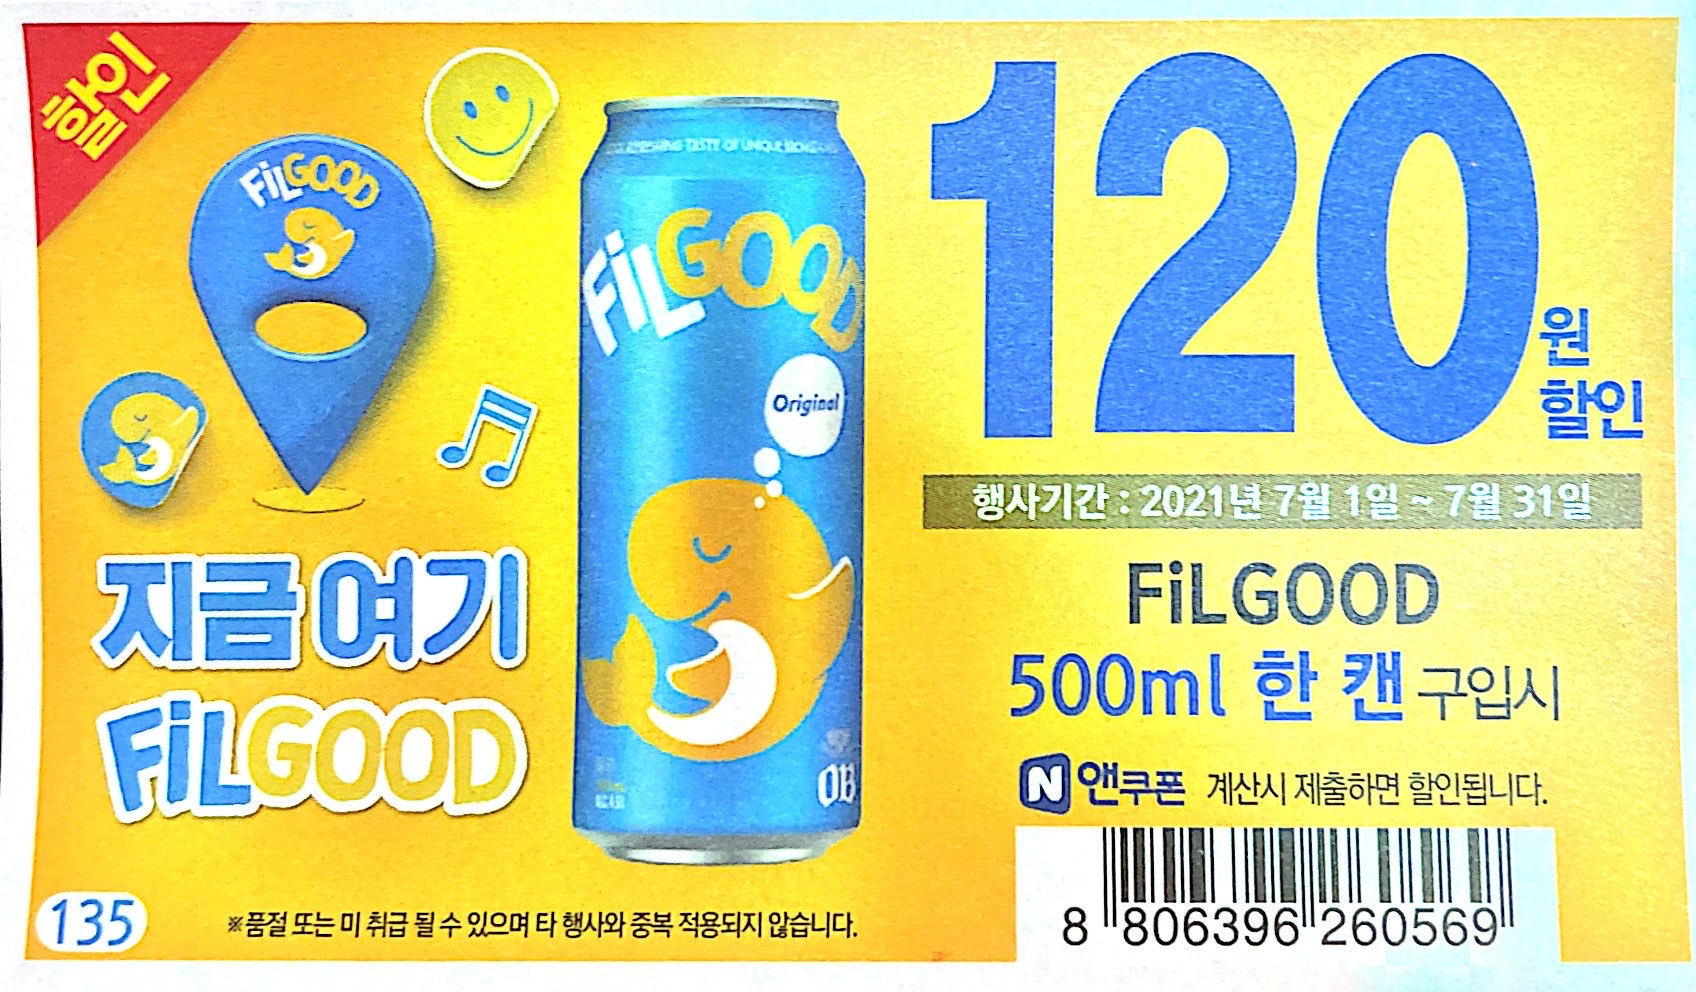 할인
FiLGOOD
지금 여기
FiLGOOD
FiLGOOD
Original
OB
120원
할인
행사기간 : 2021년 7월 1일 ~ 7월 31일
FiLGOOD
500ml 한 캔 구입시
N 앤쿠폰 계산시 제출하면 할인됩니다.
8 806396 260569
135
※품절 또는 미 취급 될 수 있으며 타 행사와 중복 적용되지 않습니다.